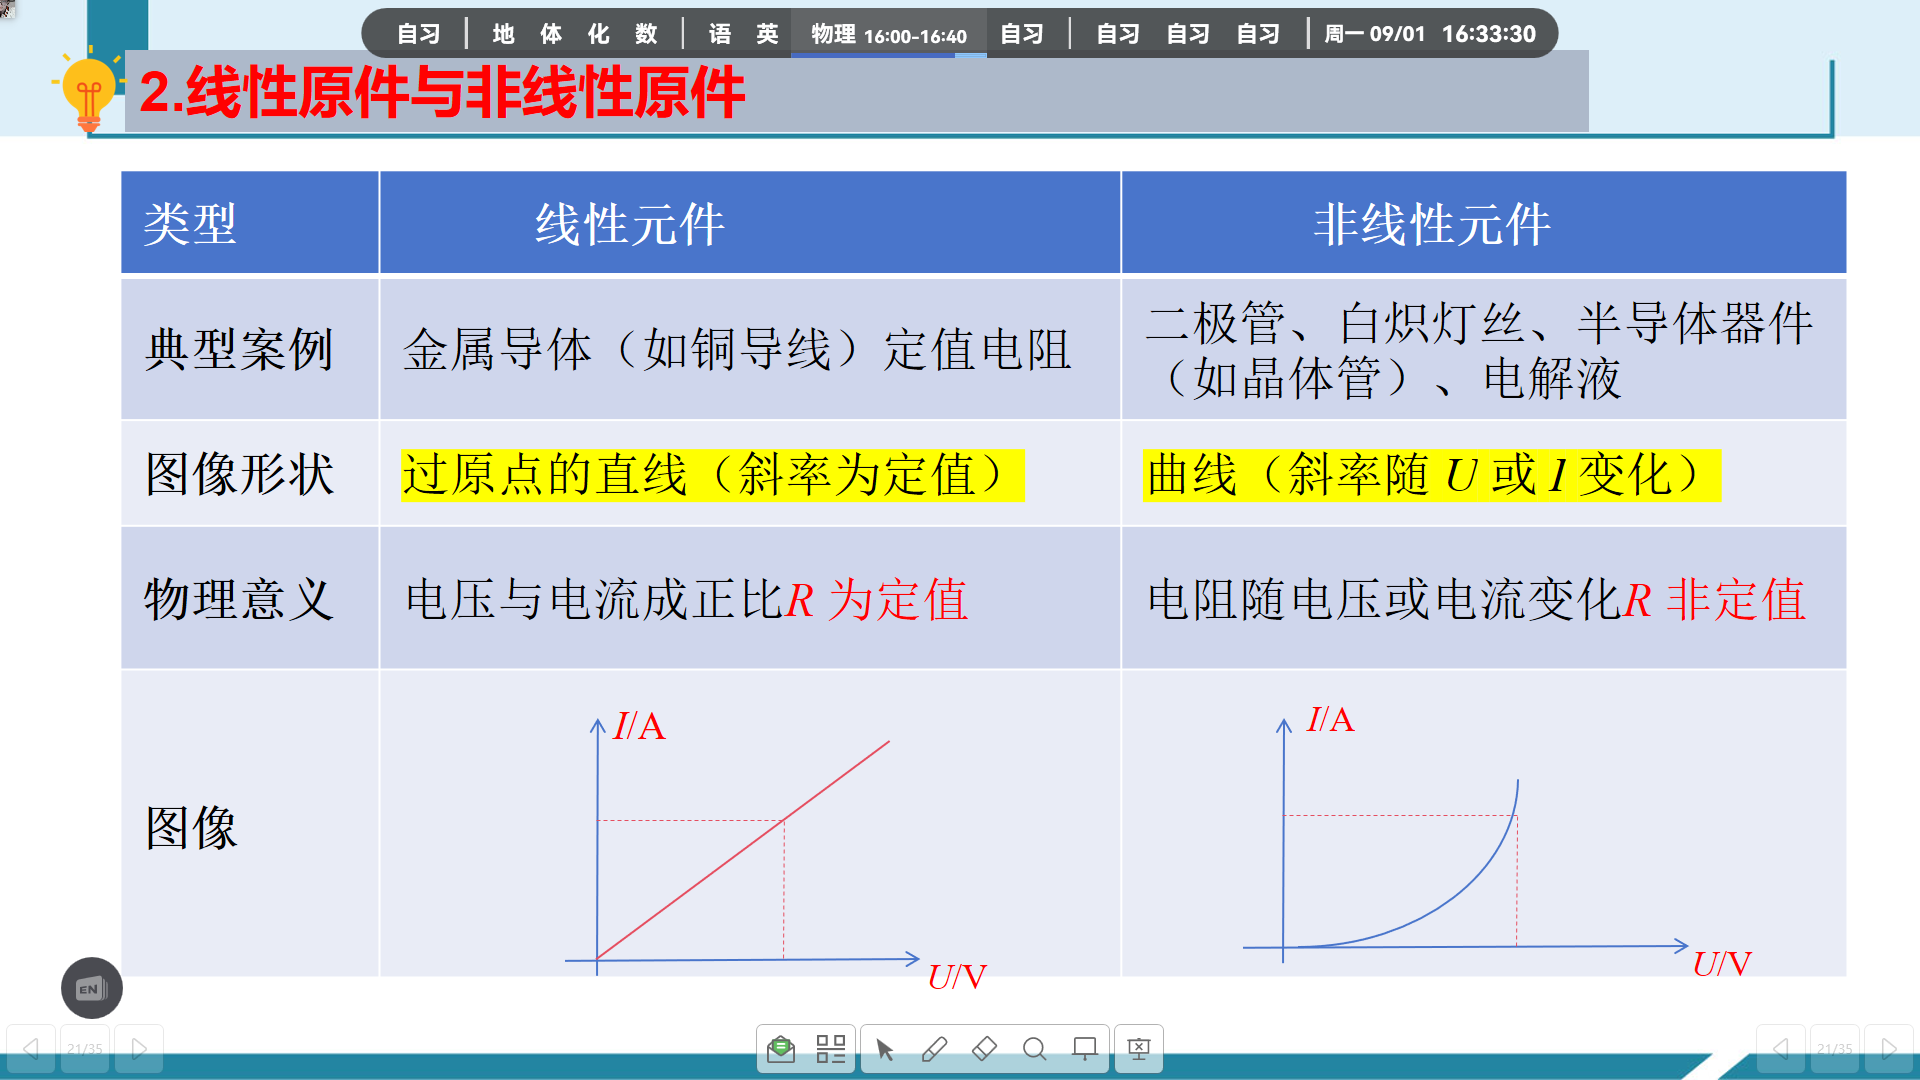 自习 | 地 体 化 数 | 语 英 物理 16:00-16:40 自习 | 自习 自习 自习 | 周一 09/01 16:33:30
2.线性原件与非线性原件
类型 线性元件 非线性元件
典型案例 金属导体（如铜导线）定值电阻 二极管、白炽灯丝、半导体器件
（如晶体管）、电解液
图像形状 过原点的直线（斜率为定值） 曲线（斜率随 U 或 I 变化）
物理意义 电压与电流成正比R 为定值 电阻随电压或电流变化R 非定值
图像
I/A
U/V
I/A
U/V
EN
21/35
21/35